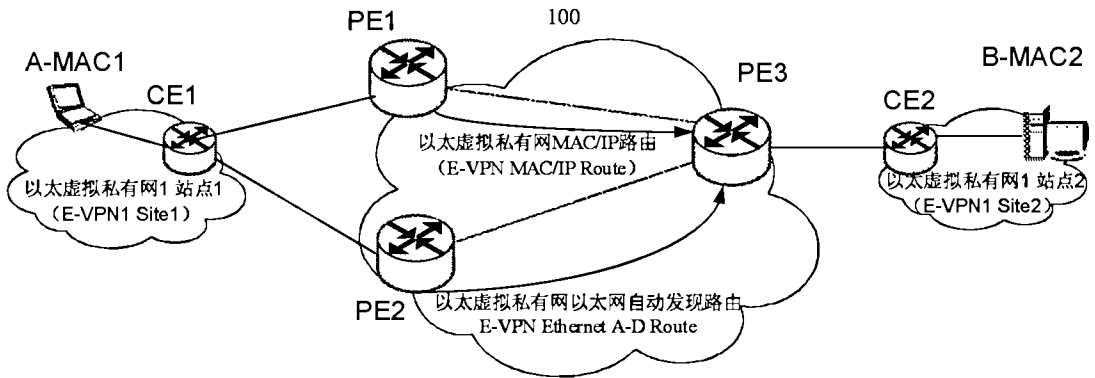 100
PE1
A-MAC1
CE1
PE3
B-MAC2
CE2
以太虚拟私有网MAC/IP路由
（E-VPN MAC/IP Route）
以太虚拟私有网1 站点1
（E-VPN1 Site1）
以太虚拟私有网1 站点2
（E-VPN1 Site2）
PE2
以太虚拟私有网以太网自动发现路由
E-VPN Ethernet A-D Route